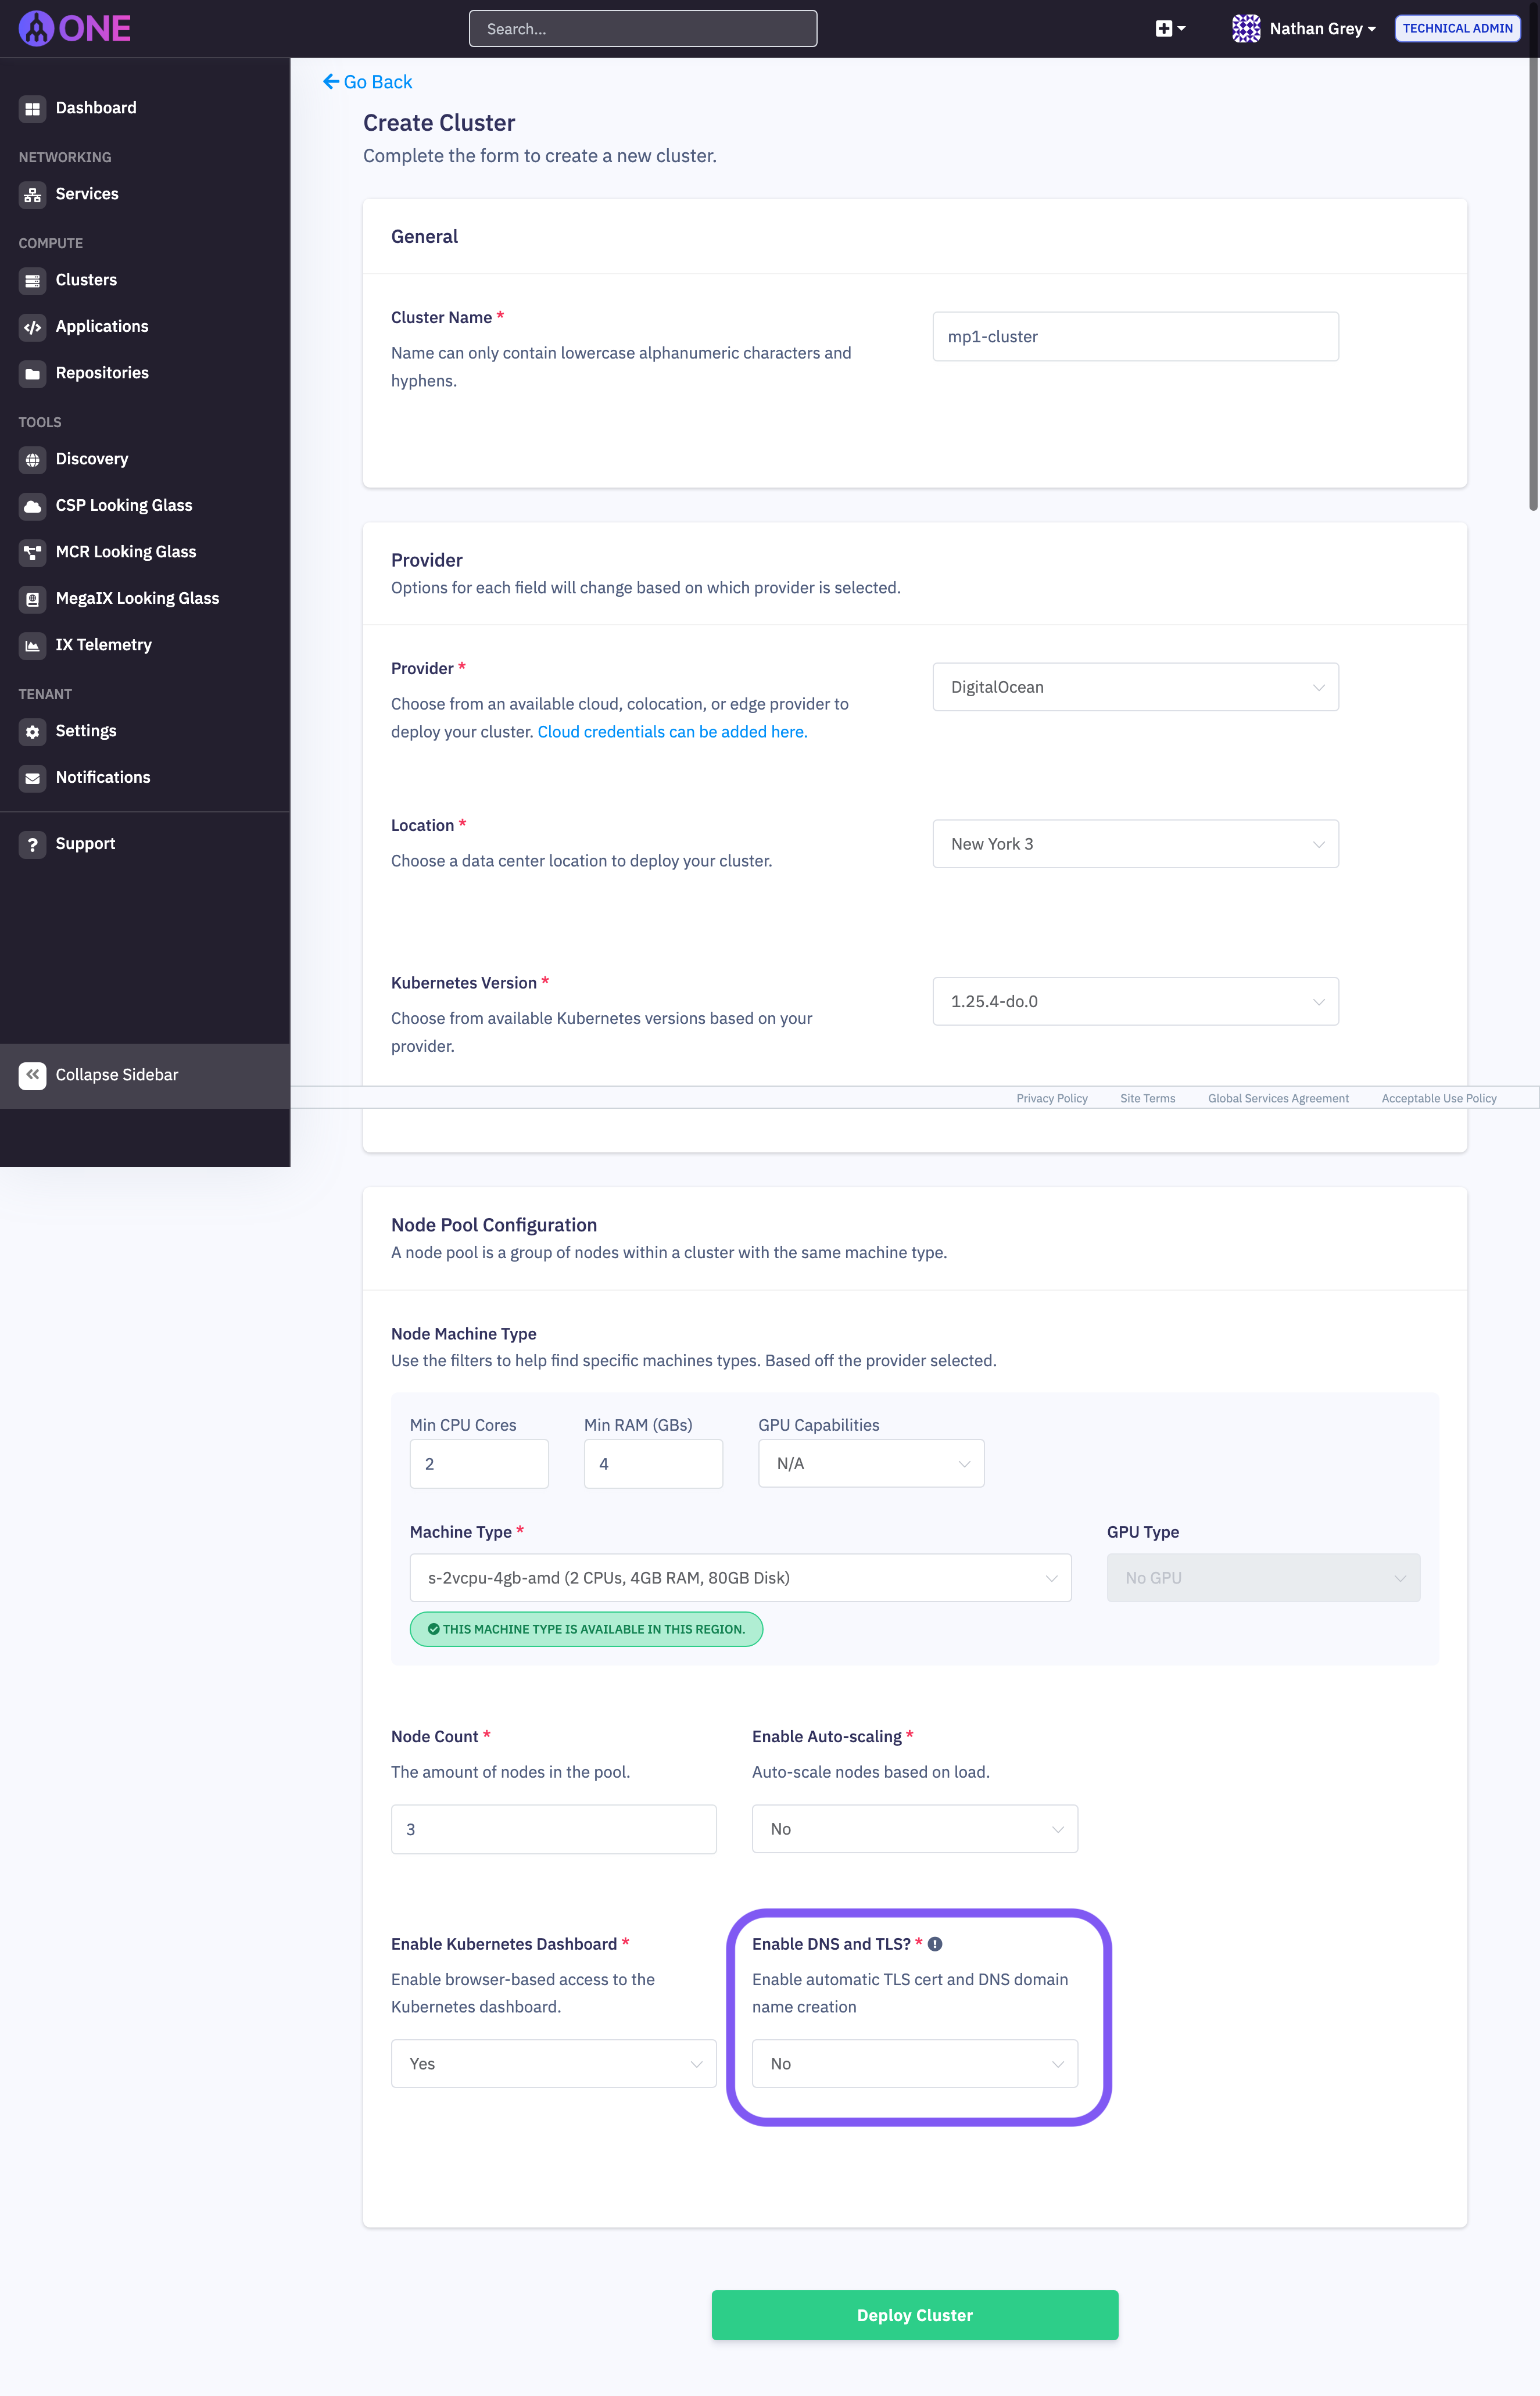 ONE
Search...
Nathan Grey
TECHNICAL ADMIN
Dashboard
NETWORKING
Services
COMPUTE
Clusters
Applications
Repositories
TOOLS
Discovery
CSP Looking Glass
MCR Looking Glass
MegaIX Looking Glass
IX Telemetry
TENANT
Settings
Notifications
Support
Collapse Sidebar
Go Back
Create Cluster
Complete the form to create a new cluster.
General
Cluster Name *
Name can only contain lowercase alphanumeric characters and
hyphens.
mp1-cluster
Provider
Options for each field will change based on which provider is selected.
Provider *
Choose from an available cloud, colocation, or edge provider to
deploy your cluster. Cloud credentials can be added here.
DigitalOcean
Location *
Choose a data center location to deploy your cluster.
New York 3
Kubernetes Version *
Choose from available Kubernetes versions based on your
provider.
1.25.4-do.0
Privacy Policy Site Terms Global Services Agreement Acceptable Use Policy
Node Pool Configuration
A node pool is a group of nodes within a cluster with the same machine type.
Node Machine Type
Use the filters to help find specific machines types. Based off the provider selected.
Min CPU Cores Min RAM (GBs) GPU Capabilities
2 4 N/A
Machine Type * GPU Type
s-2vcpu-4gb-amd (2 CPUs, 4GB RAM, 80GB Disk) No GPU
THIS MACHINE TYPE IS AVAILABLE IN THIS REGION.
Node Count *
The amount of nodes in the pool.
3
Enable Auto-scaling *
Auto-scale nodes based on load.
No
Enable Kubernetes Dashboard *
Enable browser-based access to the
Kubernetes dashboard.
Yes
Enable DNS and TLS? *
Enable automatic TLS cert and DNS domain
name creation
No
Deploy Cluster